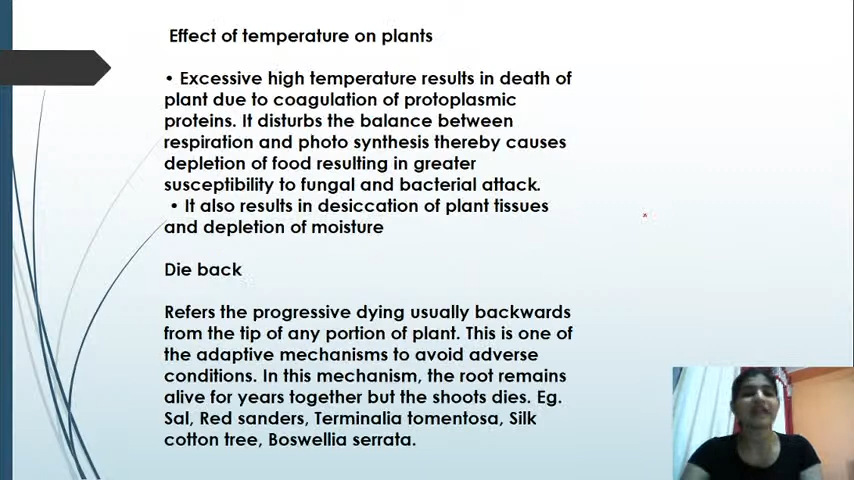 Effect of temperature on plants
• Excessive high temperature results in death of
plant due to coagulation of protoplasmic
proteins. It disturbs the balance between
respiration and photo synthesis thereby causes
depletion of food resulting in greater
susceptibility to fungal and bacterial attack.
• It also results in desiccation of plant tissues
and depletion of moisture
Die back
Refers the progressive dying usually backwards
from the tip of any portion of plant. This is one of
the adaptive mechanisms to avoid adverse
conditions. In this mechanism, the root remains
alive for years together but the shoots dies. Eg.
Sal, Red sanders, Terminalia tomentosa, Silk
cotton tree, Boswellia serrata.